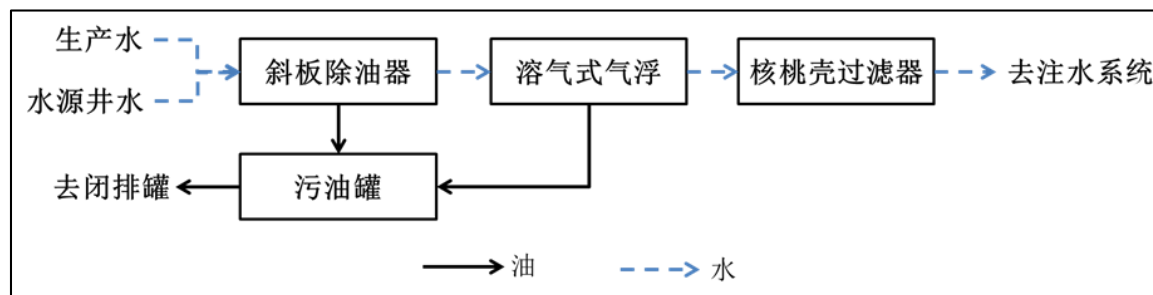 生产水
水源井水
斜板除油器
溶气式气浮
核桃壳过滤器
去注水系统
去闭排罐
污油罐
油
水